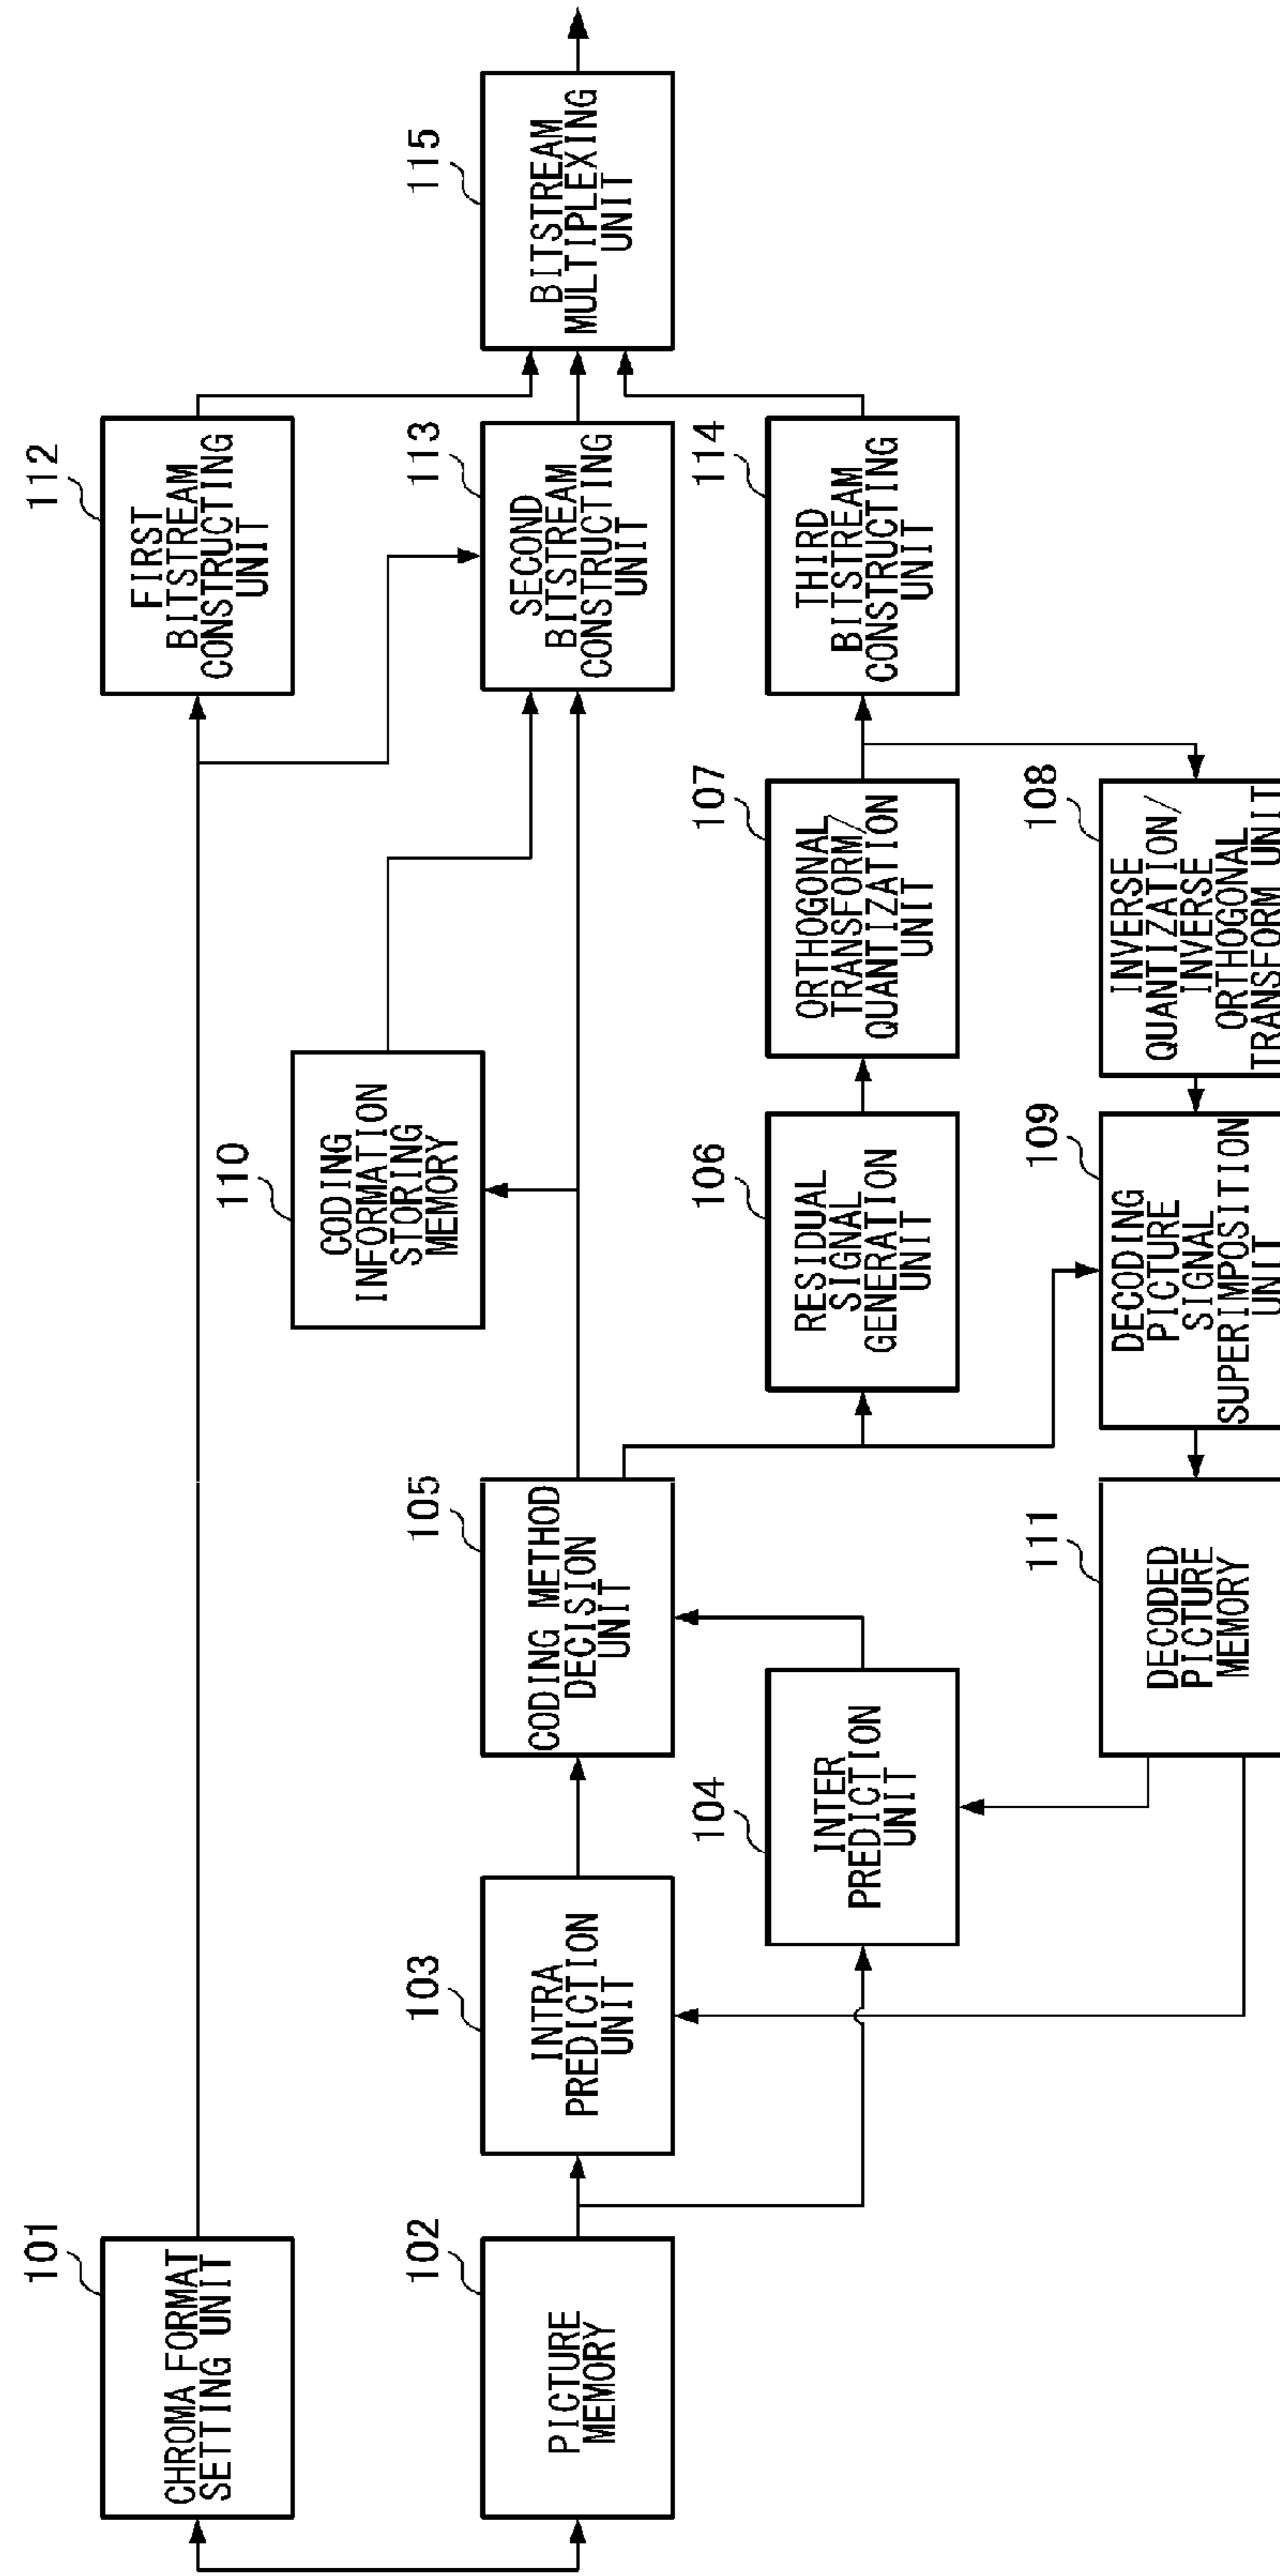 101
CHROMA FORMAT
SETTING UNIT
112
FIRST
BITSTREAM
CONSTRUCTING
UNIT
110
CODING
INFORMATION
STORING
MEMORY
102
PICTURE
MEMORY
103
INTRA
PREDICTION
UNIT
105
CODING METHOD
DECISION
UNIT
113
SECOND
BITSTREAM
CONSTRUCTING
UNIT
115
BITSTREAM
MULTIPLEXING
UNIT
104
INTER
PREDICTION
UNIT
106
RESIDUAL
SIGNAL
GENERATION
UNIT
107
ORTHOGONAL
TRANSFORM/
QUANTIZATION
UNIT
114
THIRD
BITSTREAM
CONSTRUCTING
UNIT
111
DECODED
PICTURE
MEMORY
109
DECODING
PICTURE
SIGNAL
SUPERIMPOSITION
UNIT
108
INVERSE
QUANTIZATION/
INVERSE
ORTHOGONAL
TRANSFORM UNIT